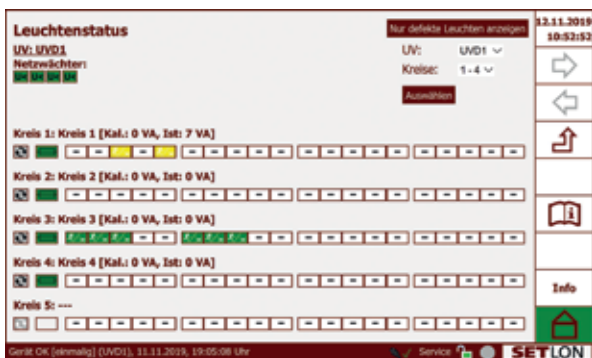 Leuchtenstatus
Nur defekte Leuchten anzeigen
12.11.2019
10:52:52
UV: UVD1
UV: UVD1
Netzwächter:
Kreise: 1-4
Auswählen
Kreis 1: Kreis 1 [Kal.: 0 VA, Ist: 7 VA]
Kreis 2: Kreis 2 [Kal.: 0 VA, Ist: 0 VA]
Kreis 3: Kreis 3 [Kal.: 0 VA, Ist: 0 VA]
Kreis 4: Kreis 4 [Kal.: 0 VA, Ist: 0 VA]
Info
Kreis 5: ---
Gerät OK [einmalig] (UVD1), 11.11.2019, 19:05:08 Uhr
Service
SETLON